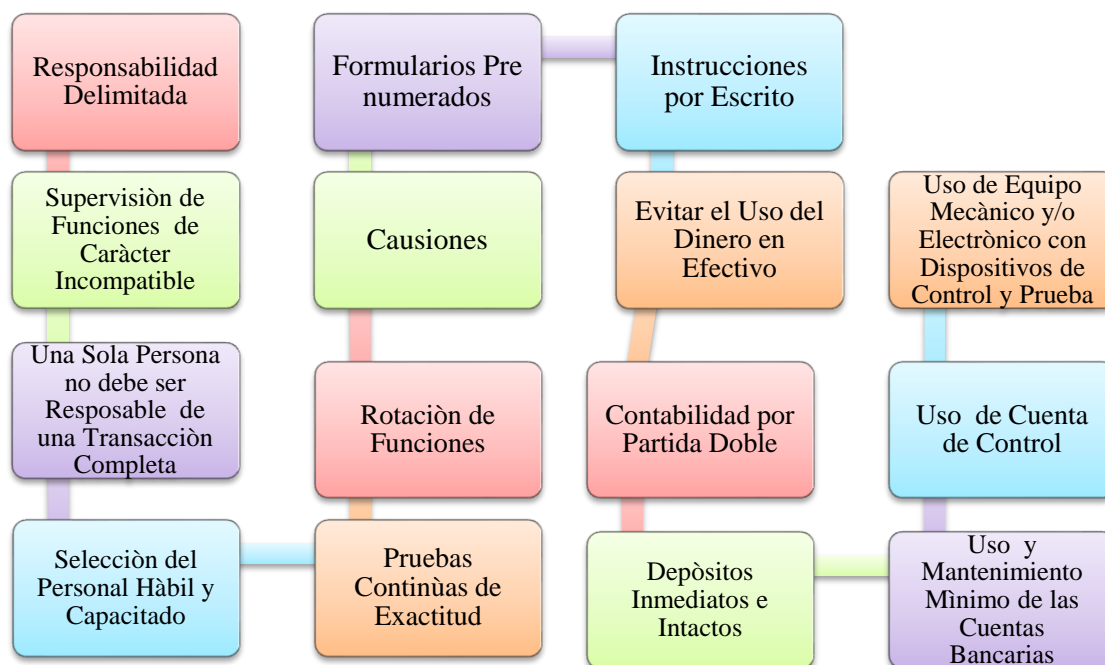 Responsabilidad
Delimitada
Supervisiòn de
Funciones de
Caràcter
Incompatible
Una Sola Persona
no debe ser
Resposable de
una Transacciòn
Completa
Selecciòn del
Personal Hàbil y
Capacitado
Pruebas
Continùas de
Exactitud
Rotaciòn de
Funciones
Causiones
Formularios Pre
numerados
Instrucciones
por Escrito
Evitar el Uso del
Dinero en
Efectivo
Contabilidad por
Partida Doble
Depòsitos
Inmediatos e
Intactos
Uso y
Mantenimiento
Mìnimo de las
Cuentas
Bancarias
Uso de Cuenta
de Control
Uso de Equipo
Mecànico y/o
Electrònico con
Dispositivos de
Control y Prueba